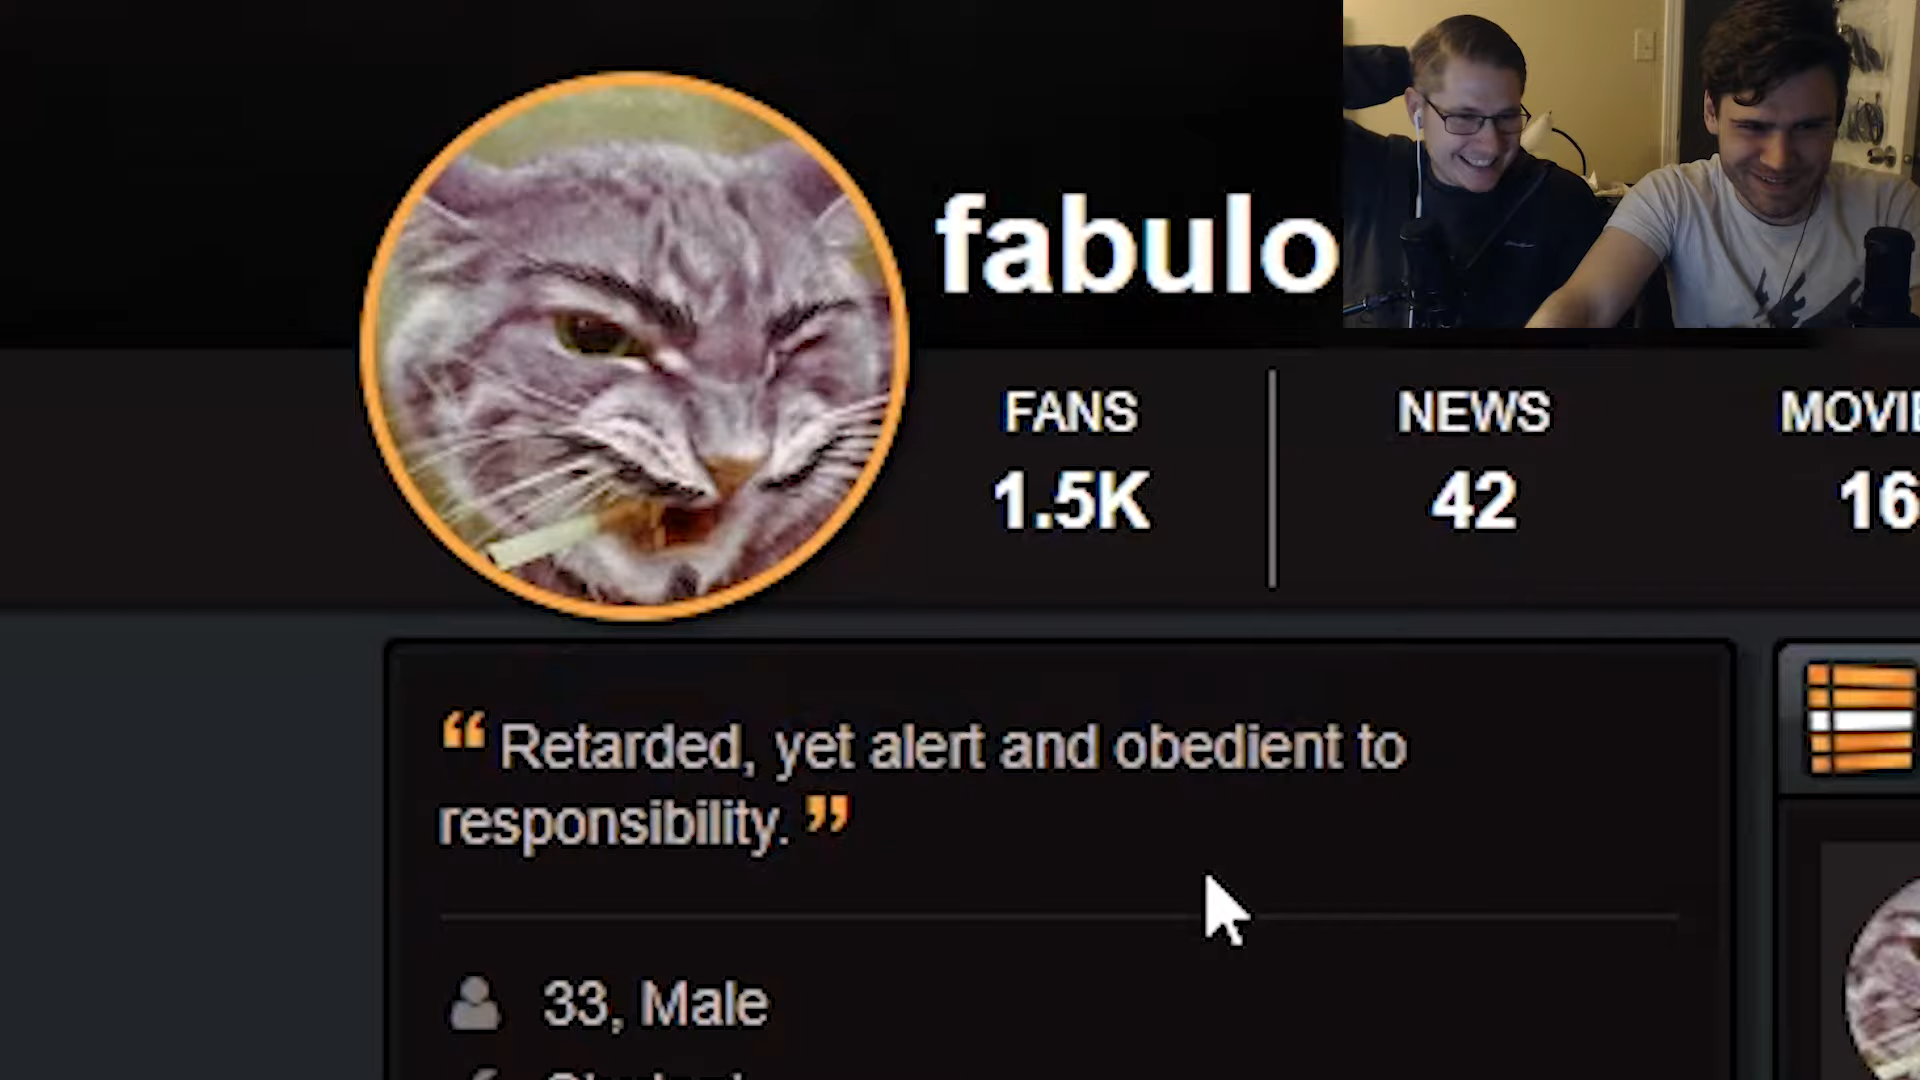 fabulo
FANS
1.5K
NEWS
42
MOVIE
16
“ Retarded, yet alert and obedient to
responsibility. ”
33, Male